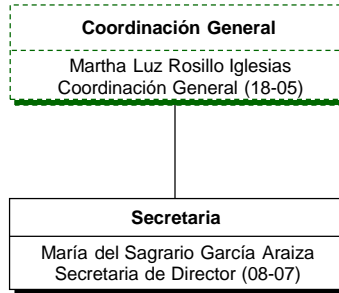 Coordinación General
Martha Luz Rosillo Iglesias
Coordinación General (18-05)
Secretaria
María del Sagrario García Araiza
Secretaria de Director (08-07)